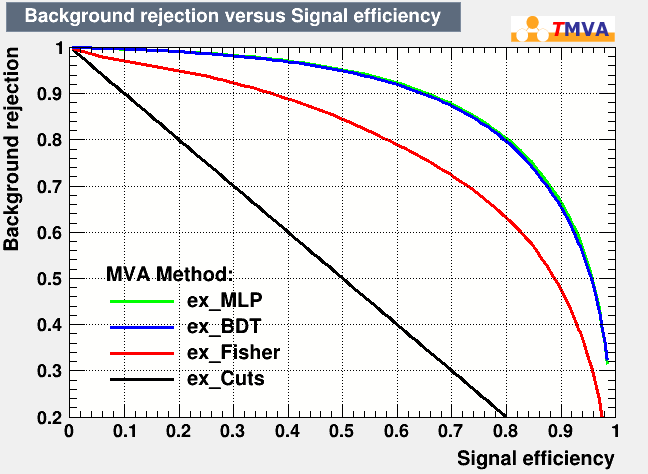 Background rejection versus Signal efficiency
TMVA
Background rejection
1
0.9
0.8
0.7
0.6
0.5
0.4
0.3
0.2
MVA Method:
ex_MLP
ex_BDT
ex_Fisher
ex_Cuts
0 0.1 0.2 0.3 0.4 0.5 0.6 0.7 0.8 0.9 1
Signal efficiency